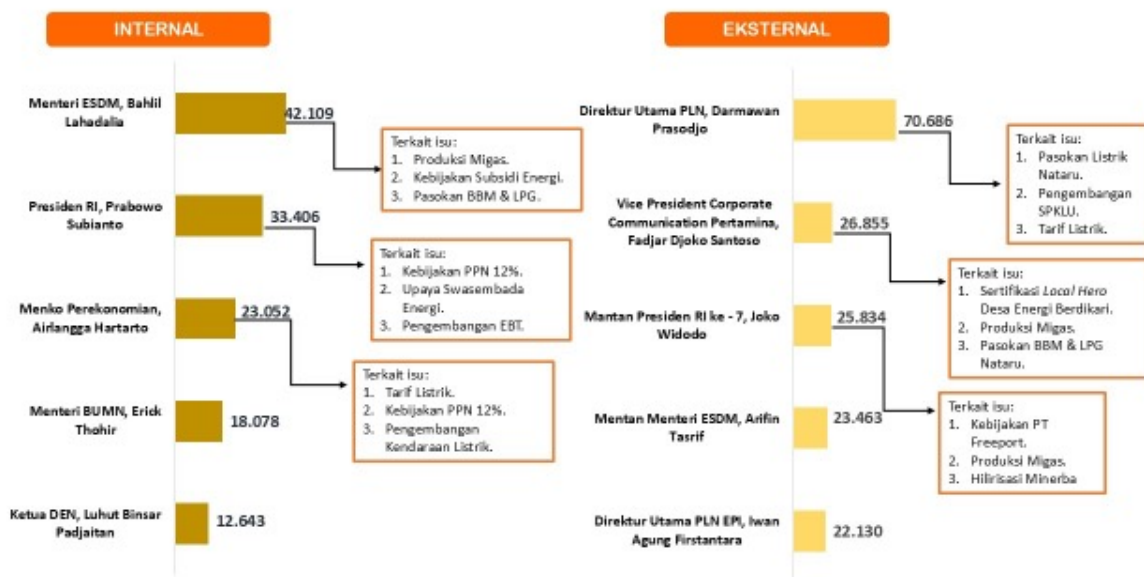 INTERNAL
Menteri ESDM, Bahlil
Lahadalia
42.109
Terkait isu:
1. Produksi Migas.
2. Kebijakan Subsidi Energi.
3. Pasokan BBM & LPG.
Presiden RI, Prabowo
Subianto
33.406
Terkait isu:
1. Kebijakan PPN 12%.
2. Upaya Swasembada
Energi.
3. Pengembangan EBT.
Menko Perekonomian,
Airlangga Hartarto
23.052
Terkait isu:
1. Tarif Listrik.
2. Kebijakan PPN 12%.
3. Pengembangan
Kendaraan Listrik.
Menteri BUMN, Erick
Thohir
18.078
Ketua DEN, Luhut Binsar
Padjaitan
12.643
EKSTERNAL
Direktur Utama PLN, Darmawan
Prasodjo
70.686
Terkait isu:
1. Pasokan Listrik
Nataru.
2. Pengembangan
SPKLU.
3. Tarif Listrik.
Vice President Corporate
Communication Pertamina,
Fadjar Djoko Santoso
26.855
Terkait isu:
1. Sertifikasi Local Hero
Desa Energi Berdikari.
2. Produksi Migas.
3. Pasokan BBM & LPG
Nataru.
Mantan Presiden RI ke - 7, Joko
Widodo
25.834
Terkait isu:
1. Kebijakan PT
Freeport.
2. Produksi Migas.
3. Hilirisasi Minerba
Mentan Menteri ESDM, Arifin
Tasrif
23.463
Direktur Utama PLN EPI, Iwan
Agung Firstantara
22.130